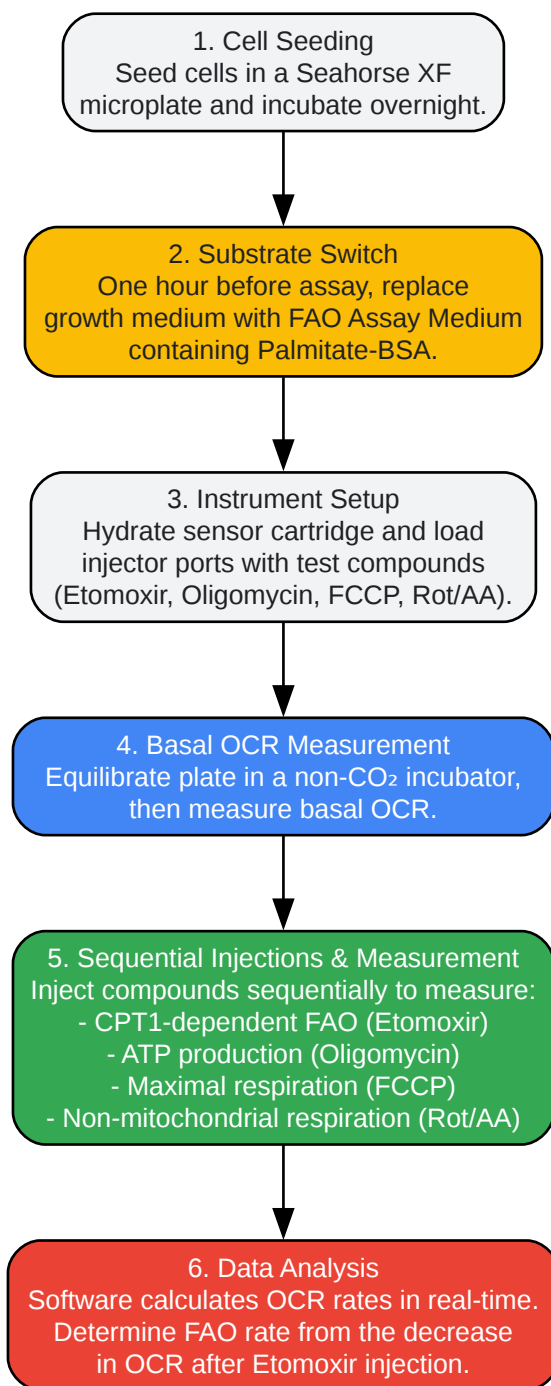 1. Cell Seeding
Seed cells in a Seahorse XF
microplate and incubate overnight.
2. Substrate Switch
One hour before assay, replace
growth medium with FAO Assay Medium
containing Palmitate-BSA.
3. Instrument Setup
Hydrate sensor cartridge and load
injector ports with test compounds
(Etomoxir, Oligomycin, FCCP, Rot/AA).
4. Basal OCR Measurement
Equilibrate plate in a non-CO₂ incubator,
then measure basal OCR.
5. Sequential Injections & Measurement
Inject compounds sequentially to measure:
- CPT1-dependent FAO (Etomoxir)
- ATP production (Oligomycin)
- Maximal respiration (FCCP)
- Non-mitochondrial respiration (Rot/AA)
6. Data Analysis
Software calculates OCR rates in real-time.
Determine FAO rate from the decrease
in OCR after Etomoxir injection.